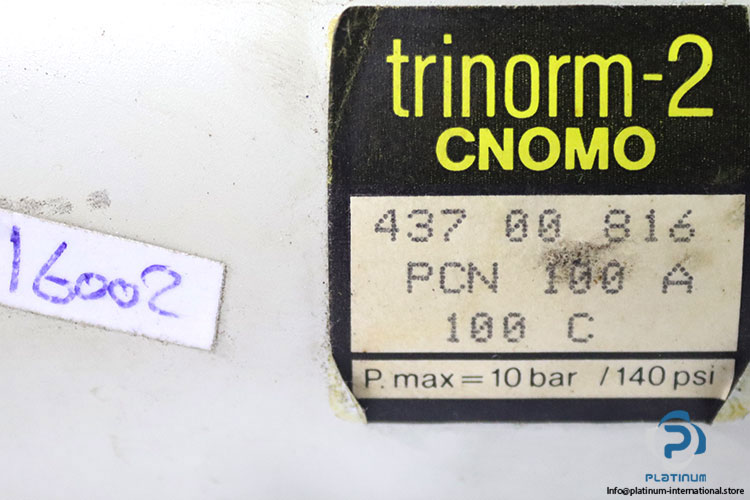 trinorm-2
CNOMO
437 00 816
PCN 100 A
100 C
P. max = 10 bar / 140 psi
16002
PLATINUM
Info@platinum-international.store